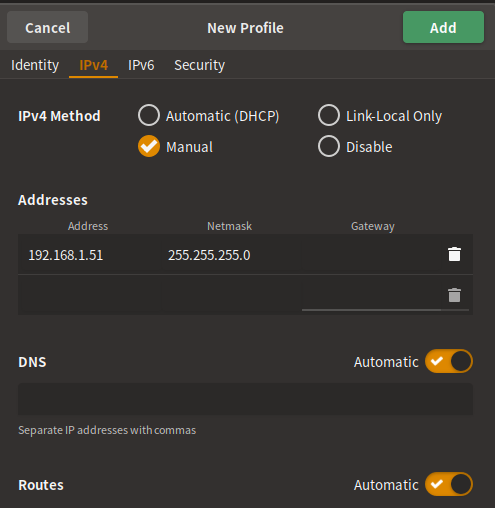 Cancel New Profile Add
Identity IPv4 IPv6 Security
IPv4 Method Automatic (DHCP) Link-Local Only
Manual Disable
Addresses
Address Netmask Gateway
192.168.1.51 255.255.255.0
DNS Automatic
Separate IP addresses with commas
Routes Automatic